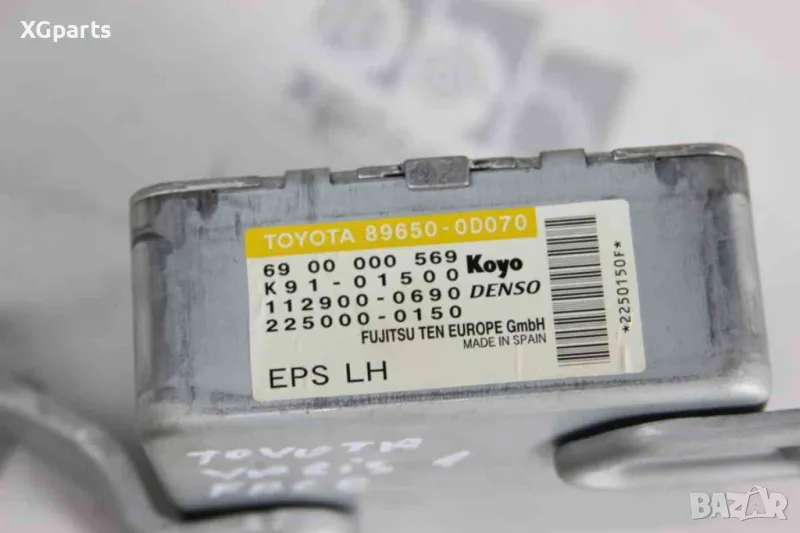 XGparts
TOYOTA 89650-0D070
69 00 000 569 Koyo
K91-01500
112900-0690 DENSO
225000-0150
FUJITSU TEN EUROPE GmbH
MADE IN SPAIN
EPS LH
*2250150F*
TOYOTA
YARIS 1
BAZAR